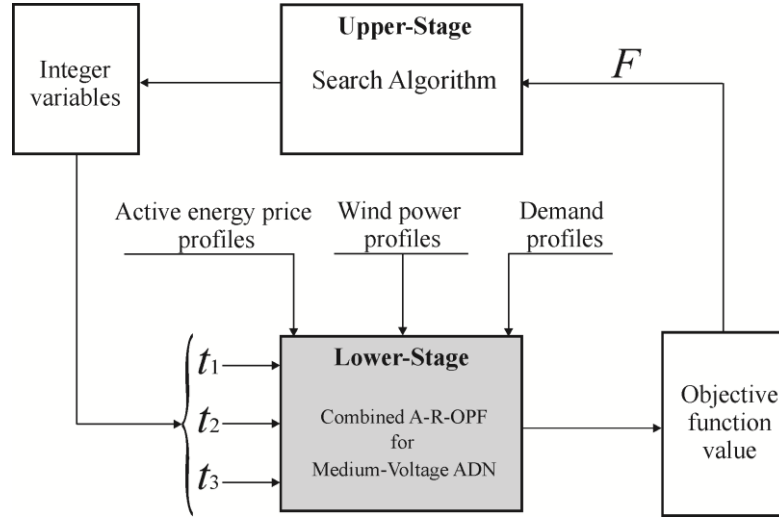 Upper-Stage
Search Algorithm
Integer
variables
F
Active energy price
profiles
Wind power
profiles
Demand
profiles
t1
t2
t3
Lower-Stage
Combined A-R-OPF
for
Medium-Voltage ADN
Objective
function
value